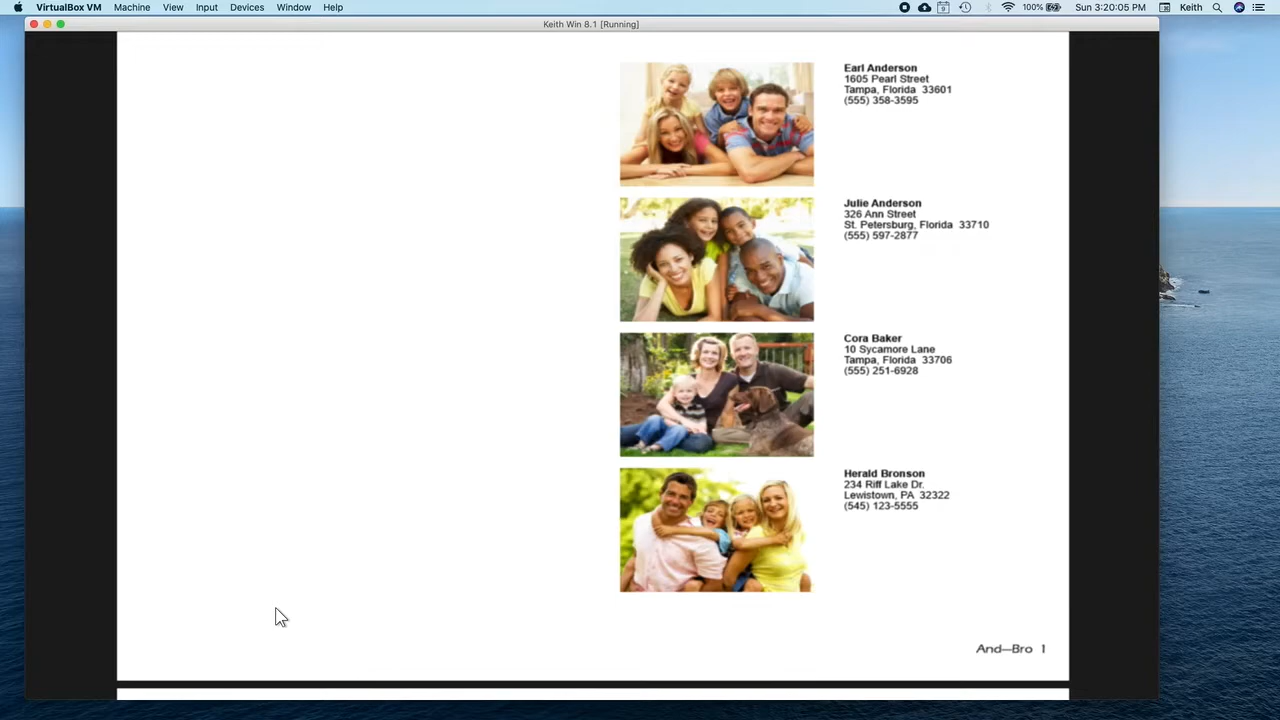 VirtualBox VM Machine View Input Devices Window Help
9 100% Sun 3:20:05 PM Keith
Keith Win 8.1 [Running]
Earl Anderson
1605 Pearl Street
Tampa, Florida 33601
(555) 358-3595
Julie Anderson
326 Ann Street
St. Petersburg, Florida 33710
(555) 597-2877
Cora Baker
10 Sycamore Lane
Tampa, Florida 33706
(555) 251-6928
Herald Bronson
234 Riff Lake Dr.
Lewistown, PA 32322
(545) 123-5555
And—Bro 1